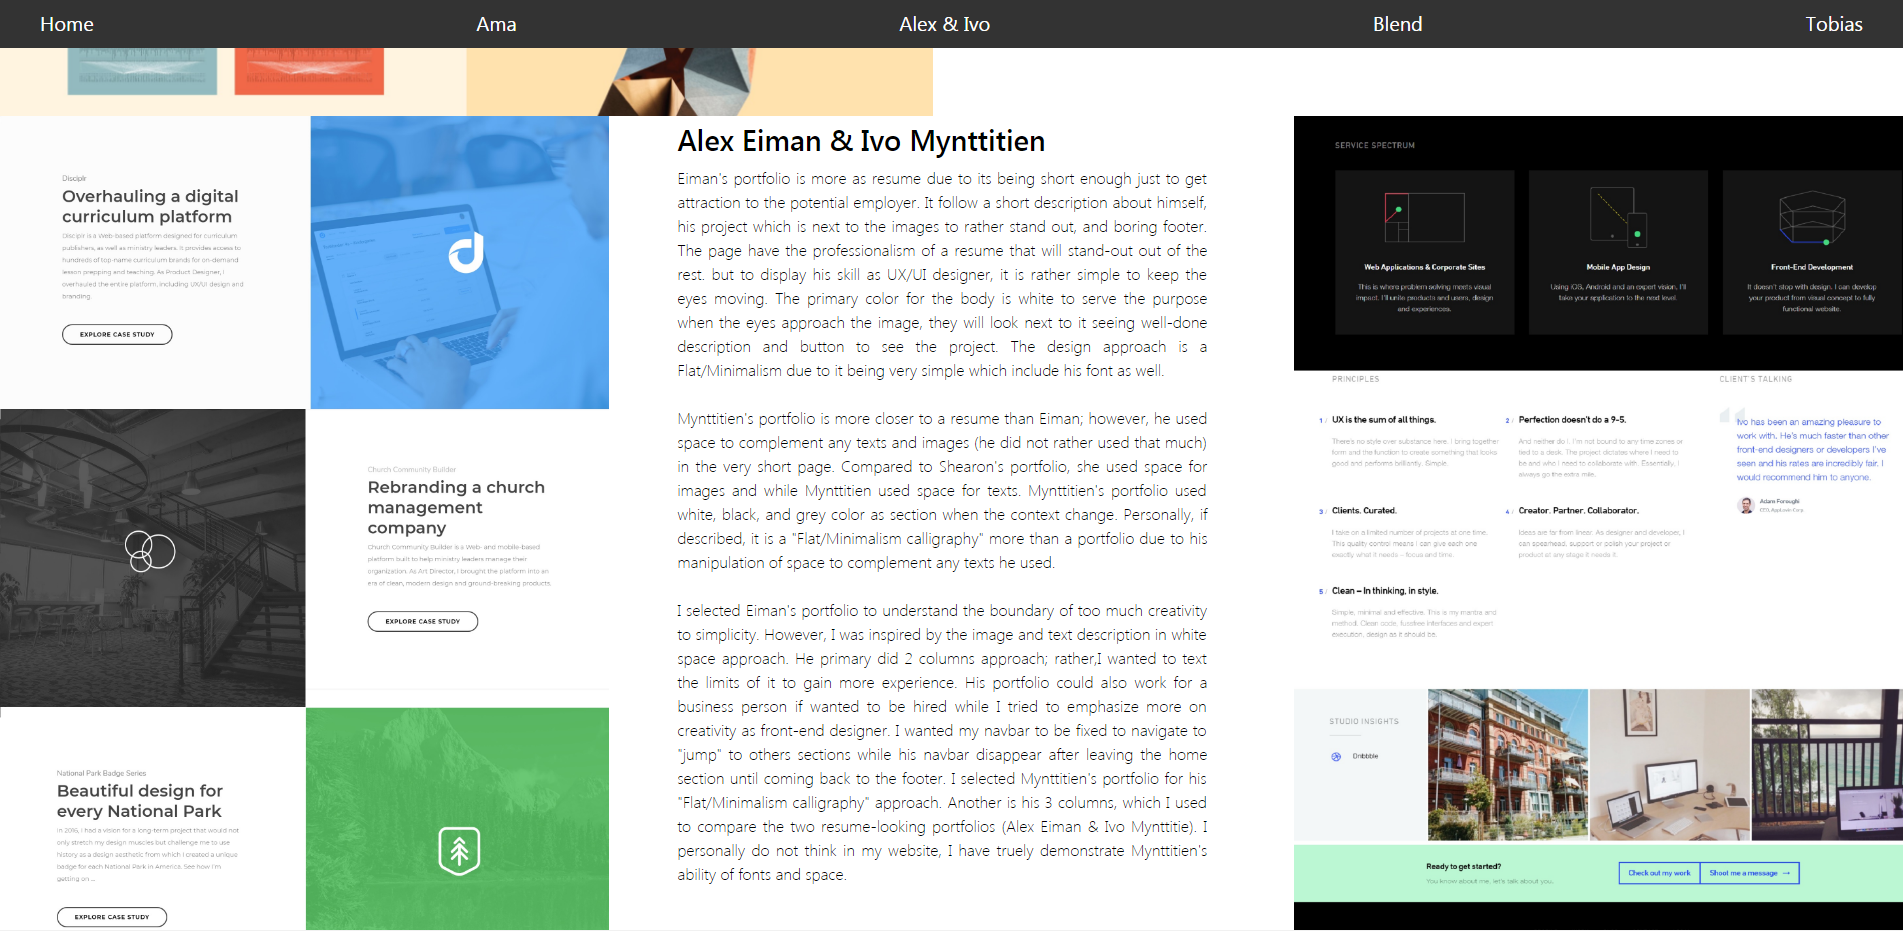 Home
Ama
Alex & Ivo
Blend
Tobias
Disciplr
Overhauling a digital
curriculum platform
Disciplr is a Web-based platform designed for curriculum
publishers, as well as ministry leaders. It provides access to
hundreds of top-name curriculum brands for on-demand
lesson prepping and teaching. As Product Designer, I
overhauled the entire platform, including UX/UI design and
branding.
EXPLORE CASE STUDY
Church Community Builder
Rebranding a church
management
company
Church Community Builder is a Web- and mobile-based
platform built to help ministry leaders manage their
organization. As Art Director, I brought the platform into an
era of clean, modern design and ground-breaking products.
EXPLORE CASE STUDY
National Park Badge Series
Beautiful design for
every National Park
In 2016, I had a vision for a long-term project that would not
only stretch my design muscles but challenge me to use
history as a design aesthetic from which I created a unique
badge for each National Park in America. See how I'm
getting on ...
EXPLORE CASE STUDY
Alex Eiman & Ivo Mynttitien
Eiman's portfolio is more as resume due to its being short enough just to get
attraction to the potential employer. It follow a short description about himself,
his project which is next to the images to rather stand out, and boring footer.
The page have the professionalism of a resume that will stand-out out of the
rest. but to display his skill as UX/UI designer, it is rather simple to keep the
eyes moving. The primary color for the body is white to serve the purpose
when the eyes approach the image, they will look next to it seeing well-done
description and button to see the project. The design approach is a
Flat/Minimalism due to it being very simple which include his font as well.
Mynttitien's portfolio is more closer to a resume than Eiman; however, he used
space to complement any texts and images (he did not rather used that much)
in the very short page. Compared to Shearon's portfolio, she used space for
images and while Mynttitien used space for texts. Mynttitien's portfolio used
white, black, and grey color as section when the context change. Personally, if
described, it is a "Flat/Minimalism calligraphy" more than a portfolio due to his
manipulation of space to complement any texts he used.
I selected Eiman's portfolio to understand the boundary of too much creativity
to simplicity. However, I was inspired by the image and text description in white
space approach. He primary did 2 columns approach; rather,I wanted to text
the limits of it to gain more experience. His portfolio could also work for a
business person if wanted to be hired while I tried to emphasize more on
creativity as front-end designer. I wanted my navbar to be fixed to navigate to
"jump" to others sections while his navbar disappear after leaving the home
section until coming back to the footer. I selected Mynttitien's portfolio for his
"Flat/Minimalism calligraphy" approach. Another is his 3 columns, which I used
to compare the two resume-looking portfolios (Alex Eiman & Ivo Mynttitie). I
personally do not think in my website, I have truely demonstrate Mynttitien's
ability of fonts and space.
SERVICE SPECTRUM
Web Applications & Corporate Sites
This is where problem solving meets visual
impact. I'll unite products and users, design
and experiences.
Mobile App Design
Using iOS, Android and an expert vision, I'll
take your application to the next level.
Front-End Development
It doesn't stop with design. I can develop
your product from visual concept to fully
functional website.
PRINCIPLES
1 / UX is the sum of all things.
There's no style over substance here. I bring together
form and the function to create something that looks
good and performs brilliantly. Simple.
2 / Perfection doesn't do a 9-5.
And neither do I. I'm not bound to any time zones or
tied to a desk. The project dictates where I need to
be and who I need to collaborate with. Essentially, I
always go the extra mile.
3 / Clients. Curated.
I take on a limited number of projects at one time.
This quality control means I can give each one
exactly what it needs – focus and time.
4 / Creator. Partner. Collaborator.
Ideas are far from linear. As designer and developer, I
can spearhead, support or polish your project or
product at any stage it needs it.
5 / Clean – In thinking, in style.
Simple, minimal and effective. This is my mantra and
method. Clean code, fussfree interfaces and expert
execution, design as it should be.
CLIENT'S TALKING
Ivo has been an amazing pleasure to
work with. He's much faster than other
front-end designers or developers I've
seen and his rates are incredibly fair. I
would recommend him to anyone.
Adam Foroughi
STUDIO INSIGHTS
Dribbble
Ready to get started?
You know about me, let's talk about you.
Check out my work
Shoot me a message →